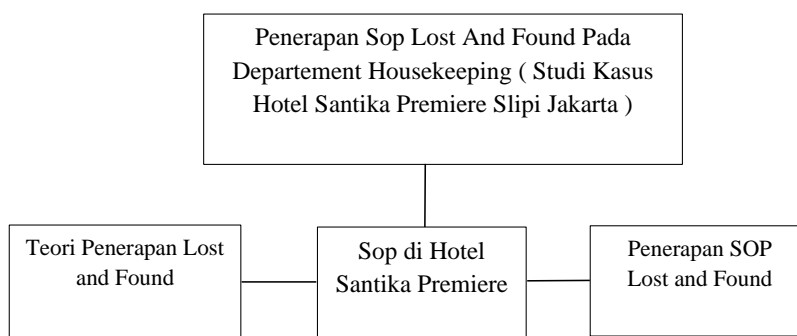 Penerapan Sop Lost And Found Pada
Departement Housekeeping ( Studi Kasus
Hotel Santika Premiere Slipi Jakarta )
Teori Penerapan Lost
and Found
Sop di Hotel
Santika Premiere
Penerapan SOP
Lost and Found